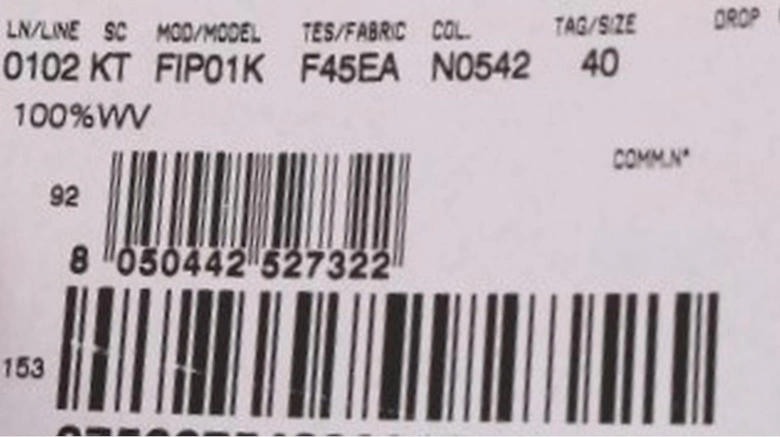 LN/LINE SC MOD/MODEL TES/FABRIC COL. TAG/SIZE DROP
0102 KT FIP01K F45EA N0542 40
100%WV
COMM.N°
92
8 050442 527322
153